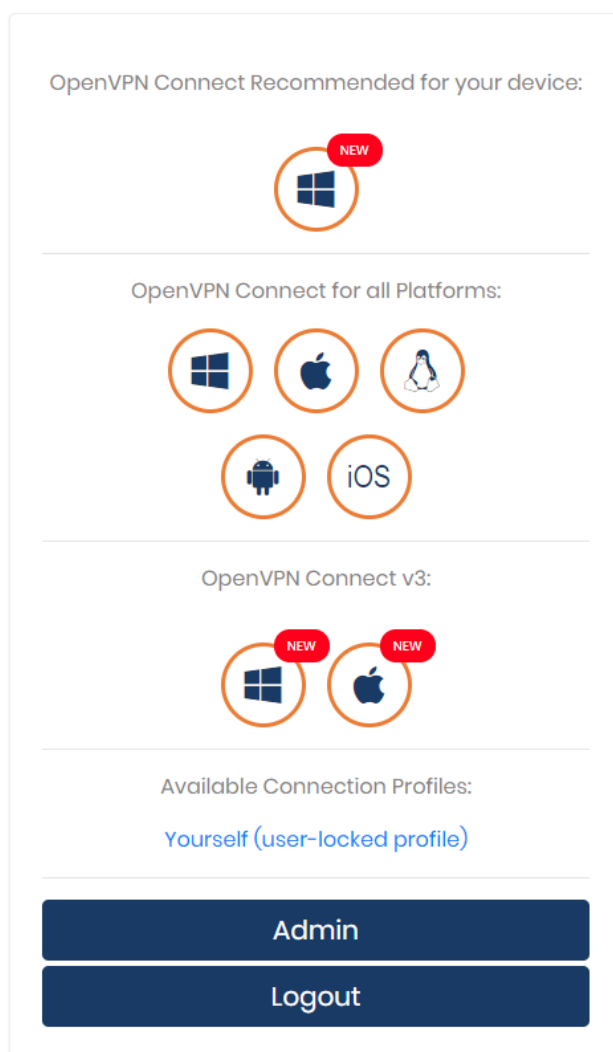 OpenVPN Connect Recommended for your device:
NEW
OpenVPN Connect for all Platforms:
iOS
OpenVPN Connect v3:
NEW NEW
Available Connection Profiles:
Yourself (user-locked profile)
Admin
Logout